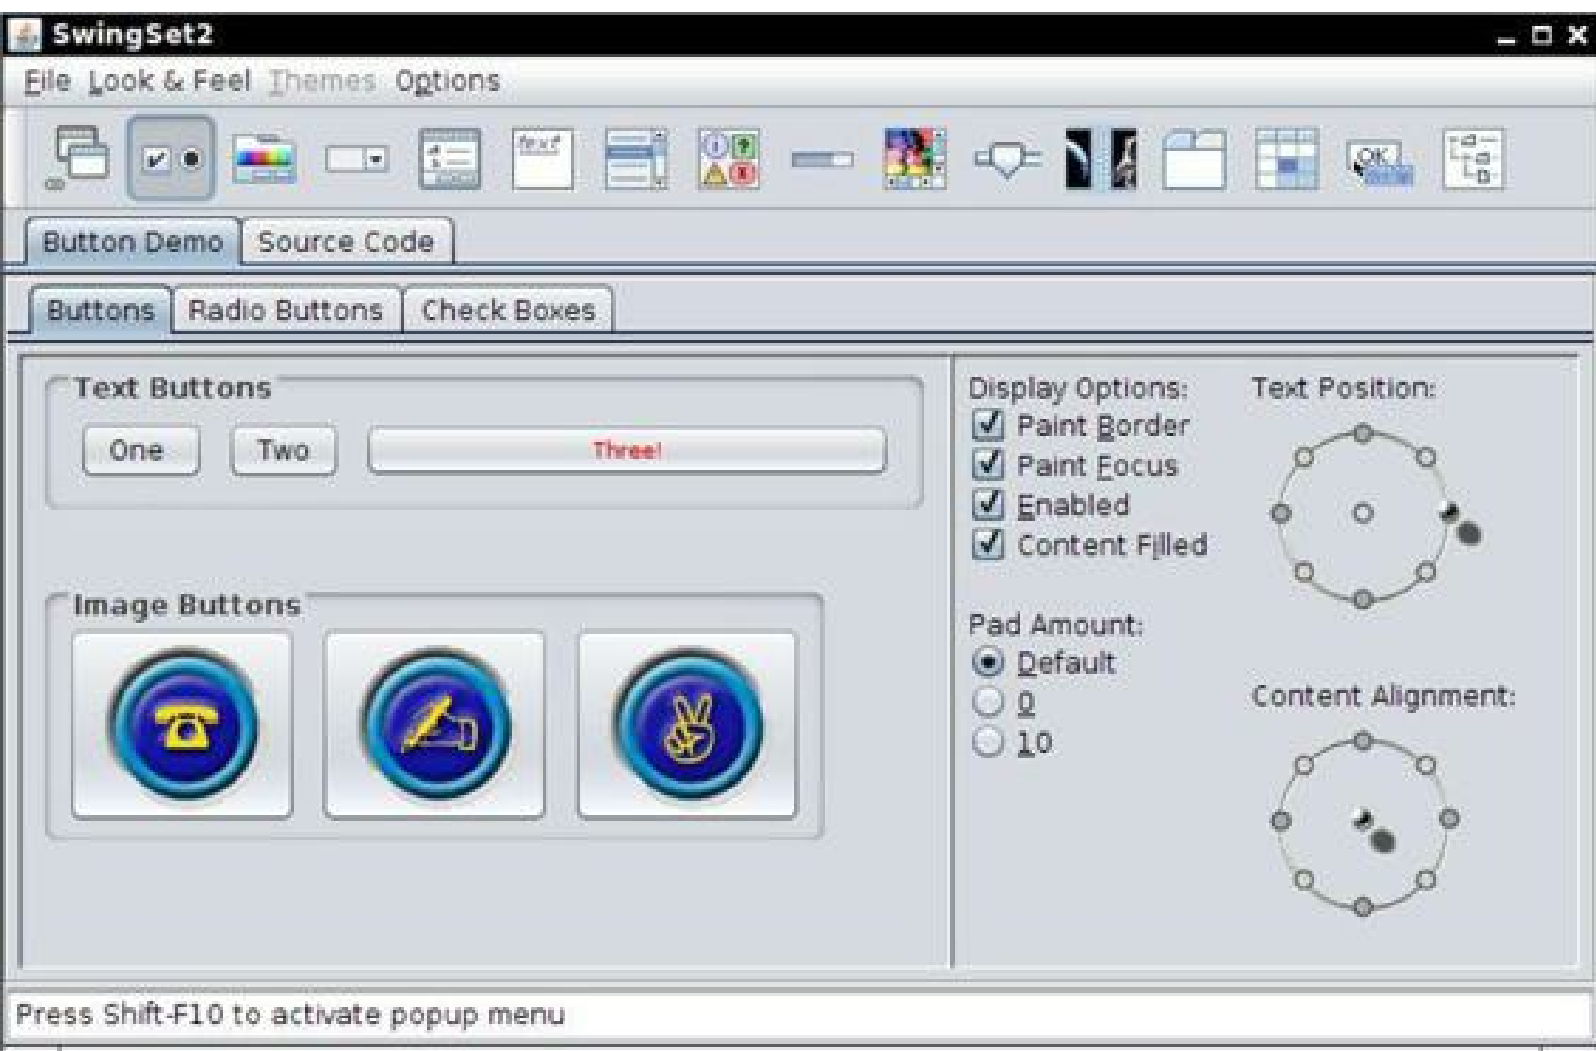 SwingSet2
File Look & Feel Themes Options
text
OK
Button Demo Source Code
Buttons Radio Buttons Check Boxes
Text Buttons
One Two Three!
Image Buttons
Display Options:
Paint Border
Paint Focus
Enabled
Content Filled
Pad Amount:
Default
0
10
Text Position:
Content Alignment:
Press Shift-F10 to activate popup menu